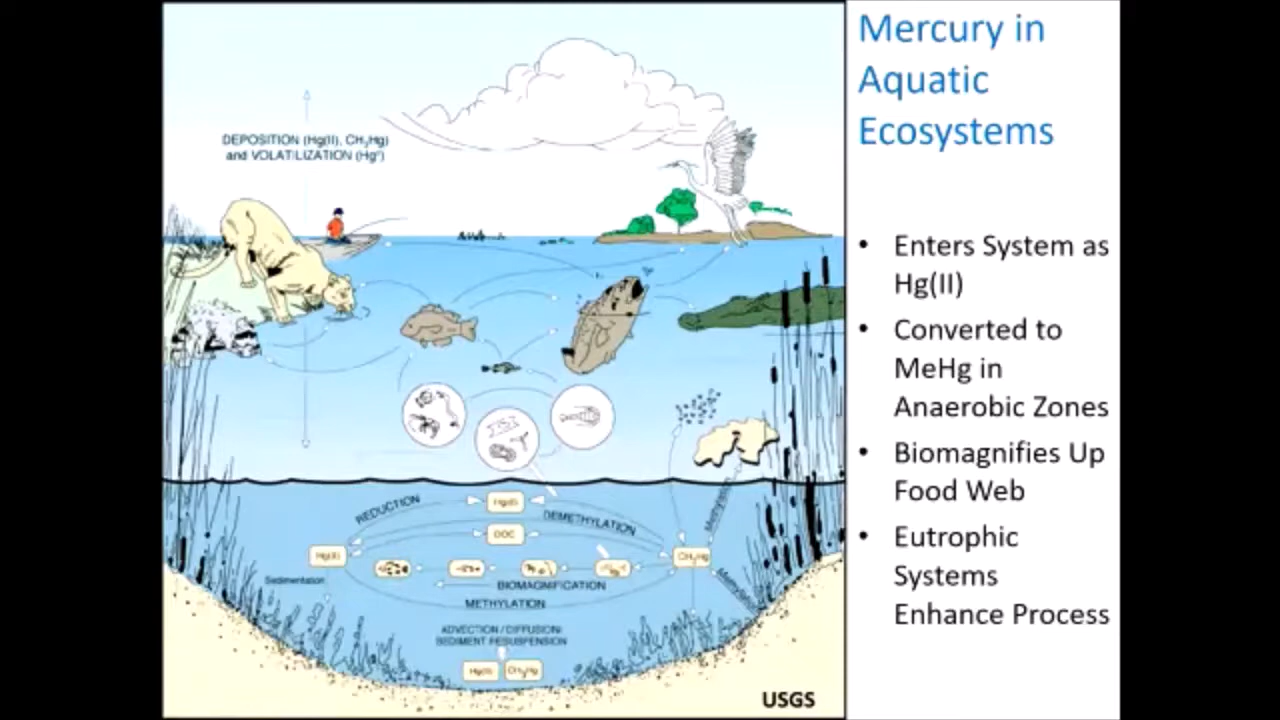 Mercury in
Aquatic
Ecosystems
• Enters System as
Hg(II)
• Converted to
MeHg in
Anaerobic Zones
• Biomagnifies Up
Food Web
• Eutrophic
Systems
Enhance Process
DEPOSITION (Hg(II), CH₃Hg)
and VOLATILIZATION (Hg⁰)
REDUCTION
DEMETHYLATION
DOC
Hg(II)
CH₃Hg
Methylation
Methylation
Sedimentation
BIOMAGNIFICATION
METHYLATION
ADVECTION / DIFFUSION/
SEDIMENT RESUSPENSION
Hg(II)
CH₃Hg
USGS